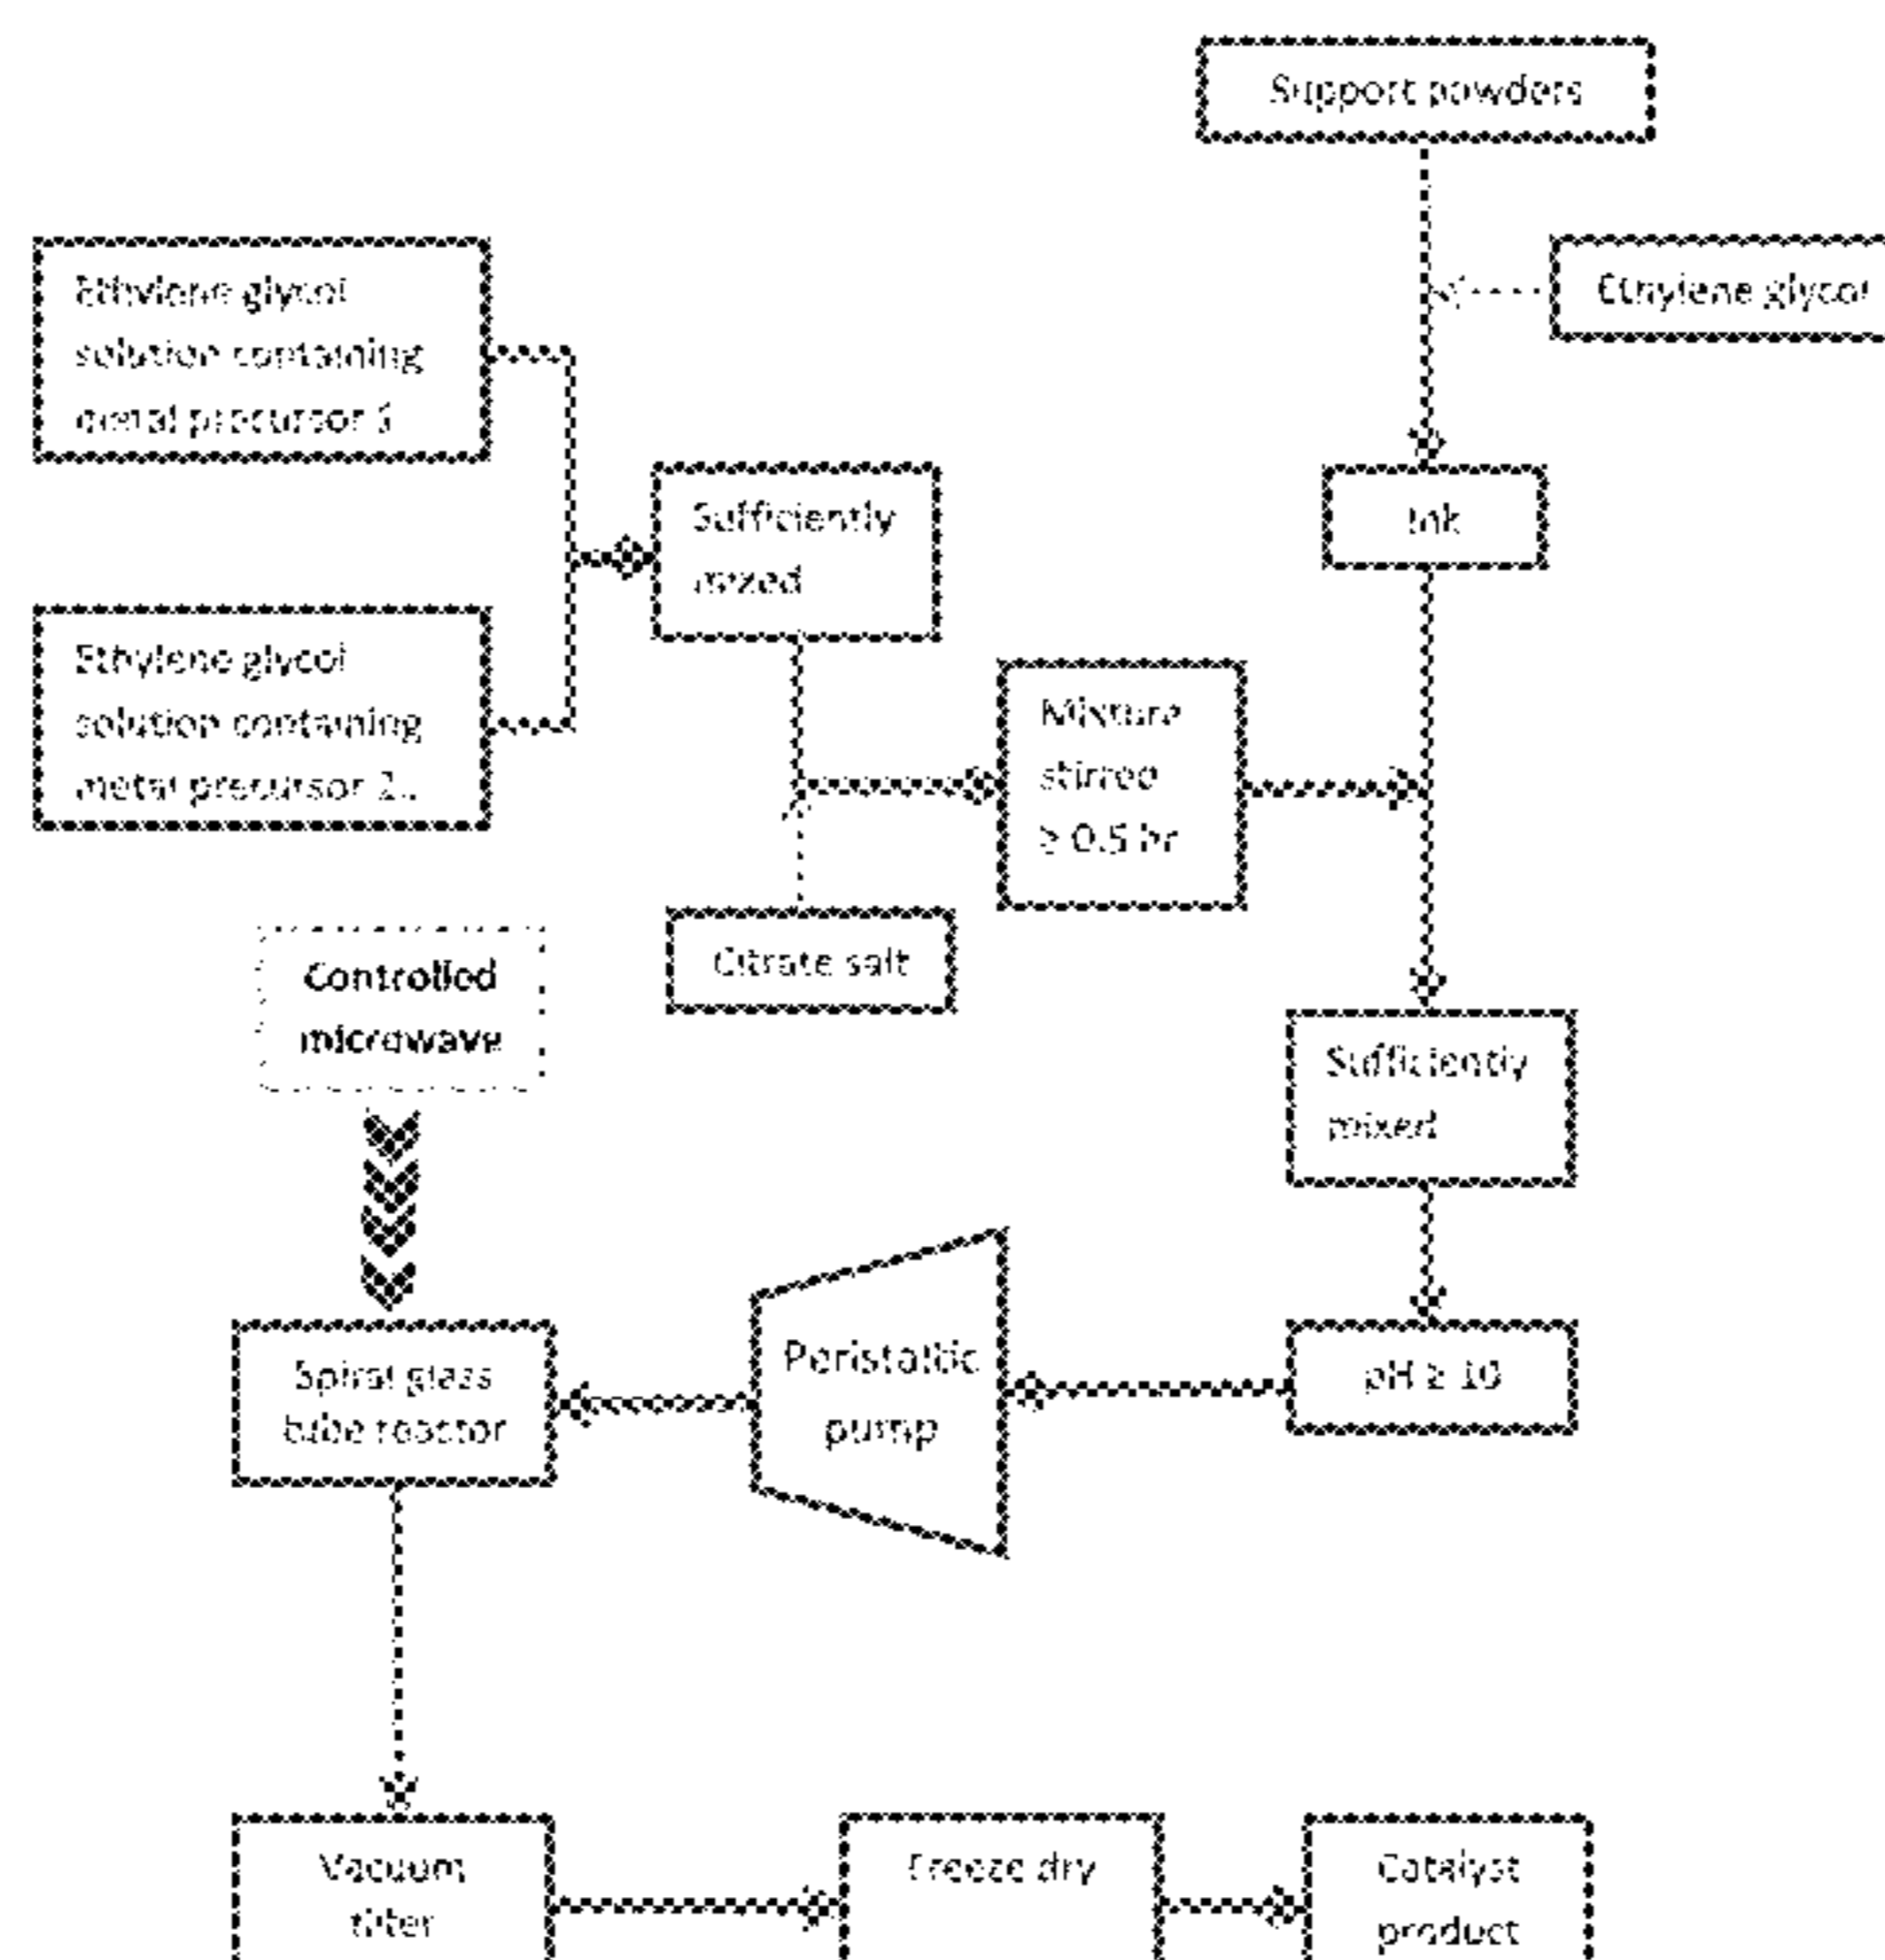 Support powders
Ethylene glycol
solution containing
metal precursor 1
Ethylene glycol
Sufficiently
mixed
Ink
Ethylene glycol
solution containing
metal precursor 2..
Mixture
stirred
≥ 0.5 hr
Citrate salt
Controlled
microwave
Sufficiently
mixed
Peristaltic
pump
pH ≥ 10
Spiral glass
tube reactor
Vacuum
filter
Freeze dry
Catalyst
product